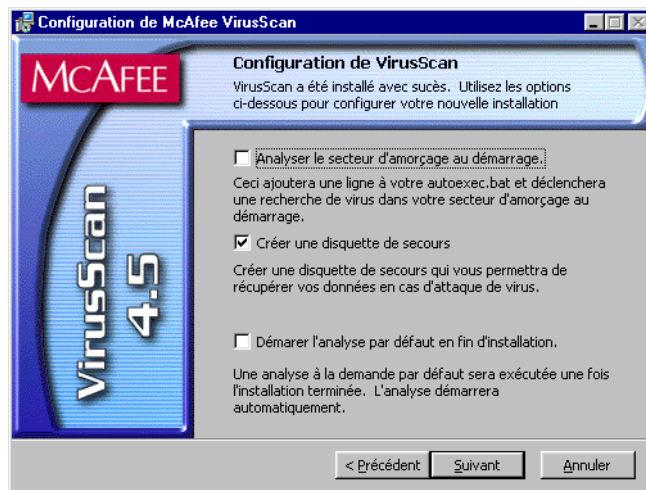 Configuration de McAfee VirusScan
McAFEE
VirusScan
4.5
Configuration de VirusScan
VirusScan a été installé avec sucès. Utilisez les options
ci-dessous pour configurer votre nouvelle installation
Analyser le secteur d'amorçage au démarrage.
Ceci ajoutera une ligne à votre autoexec.bat et déclenchera
une recherche de virus dans votre secteur d'amorçage au
démarrage.
Créer une disquette de secours
Créer une disquette de secours qui vous permettra de
récupérer vos données en cas d'attaque de virus.
Démarer l'analyse par défaut en fin d'installation.
Une analyse à la demande par défaut sera exécutée une fois
l'installation terminée. L'analyse démarrera
automatiquement.
< Précédent Suivant Annuler